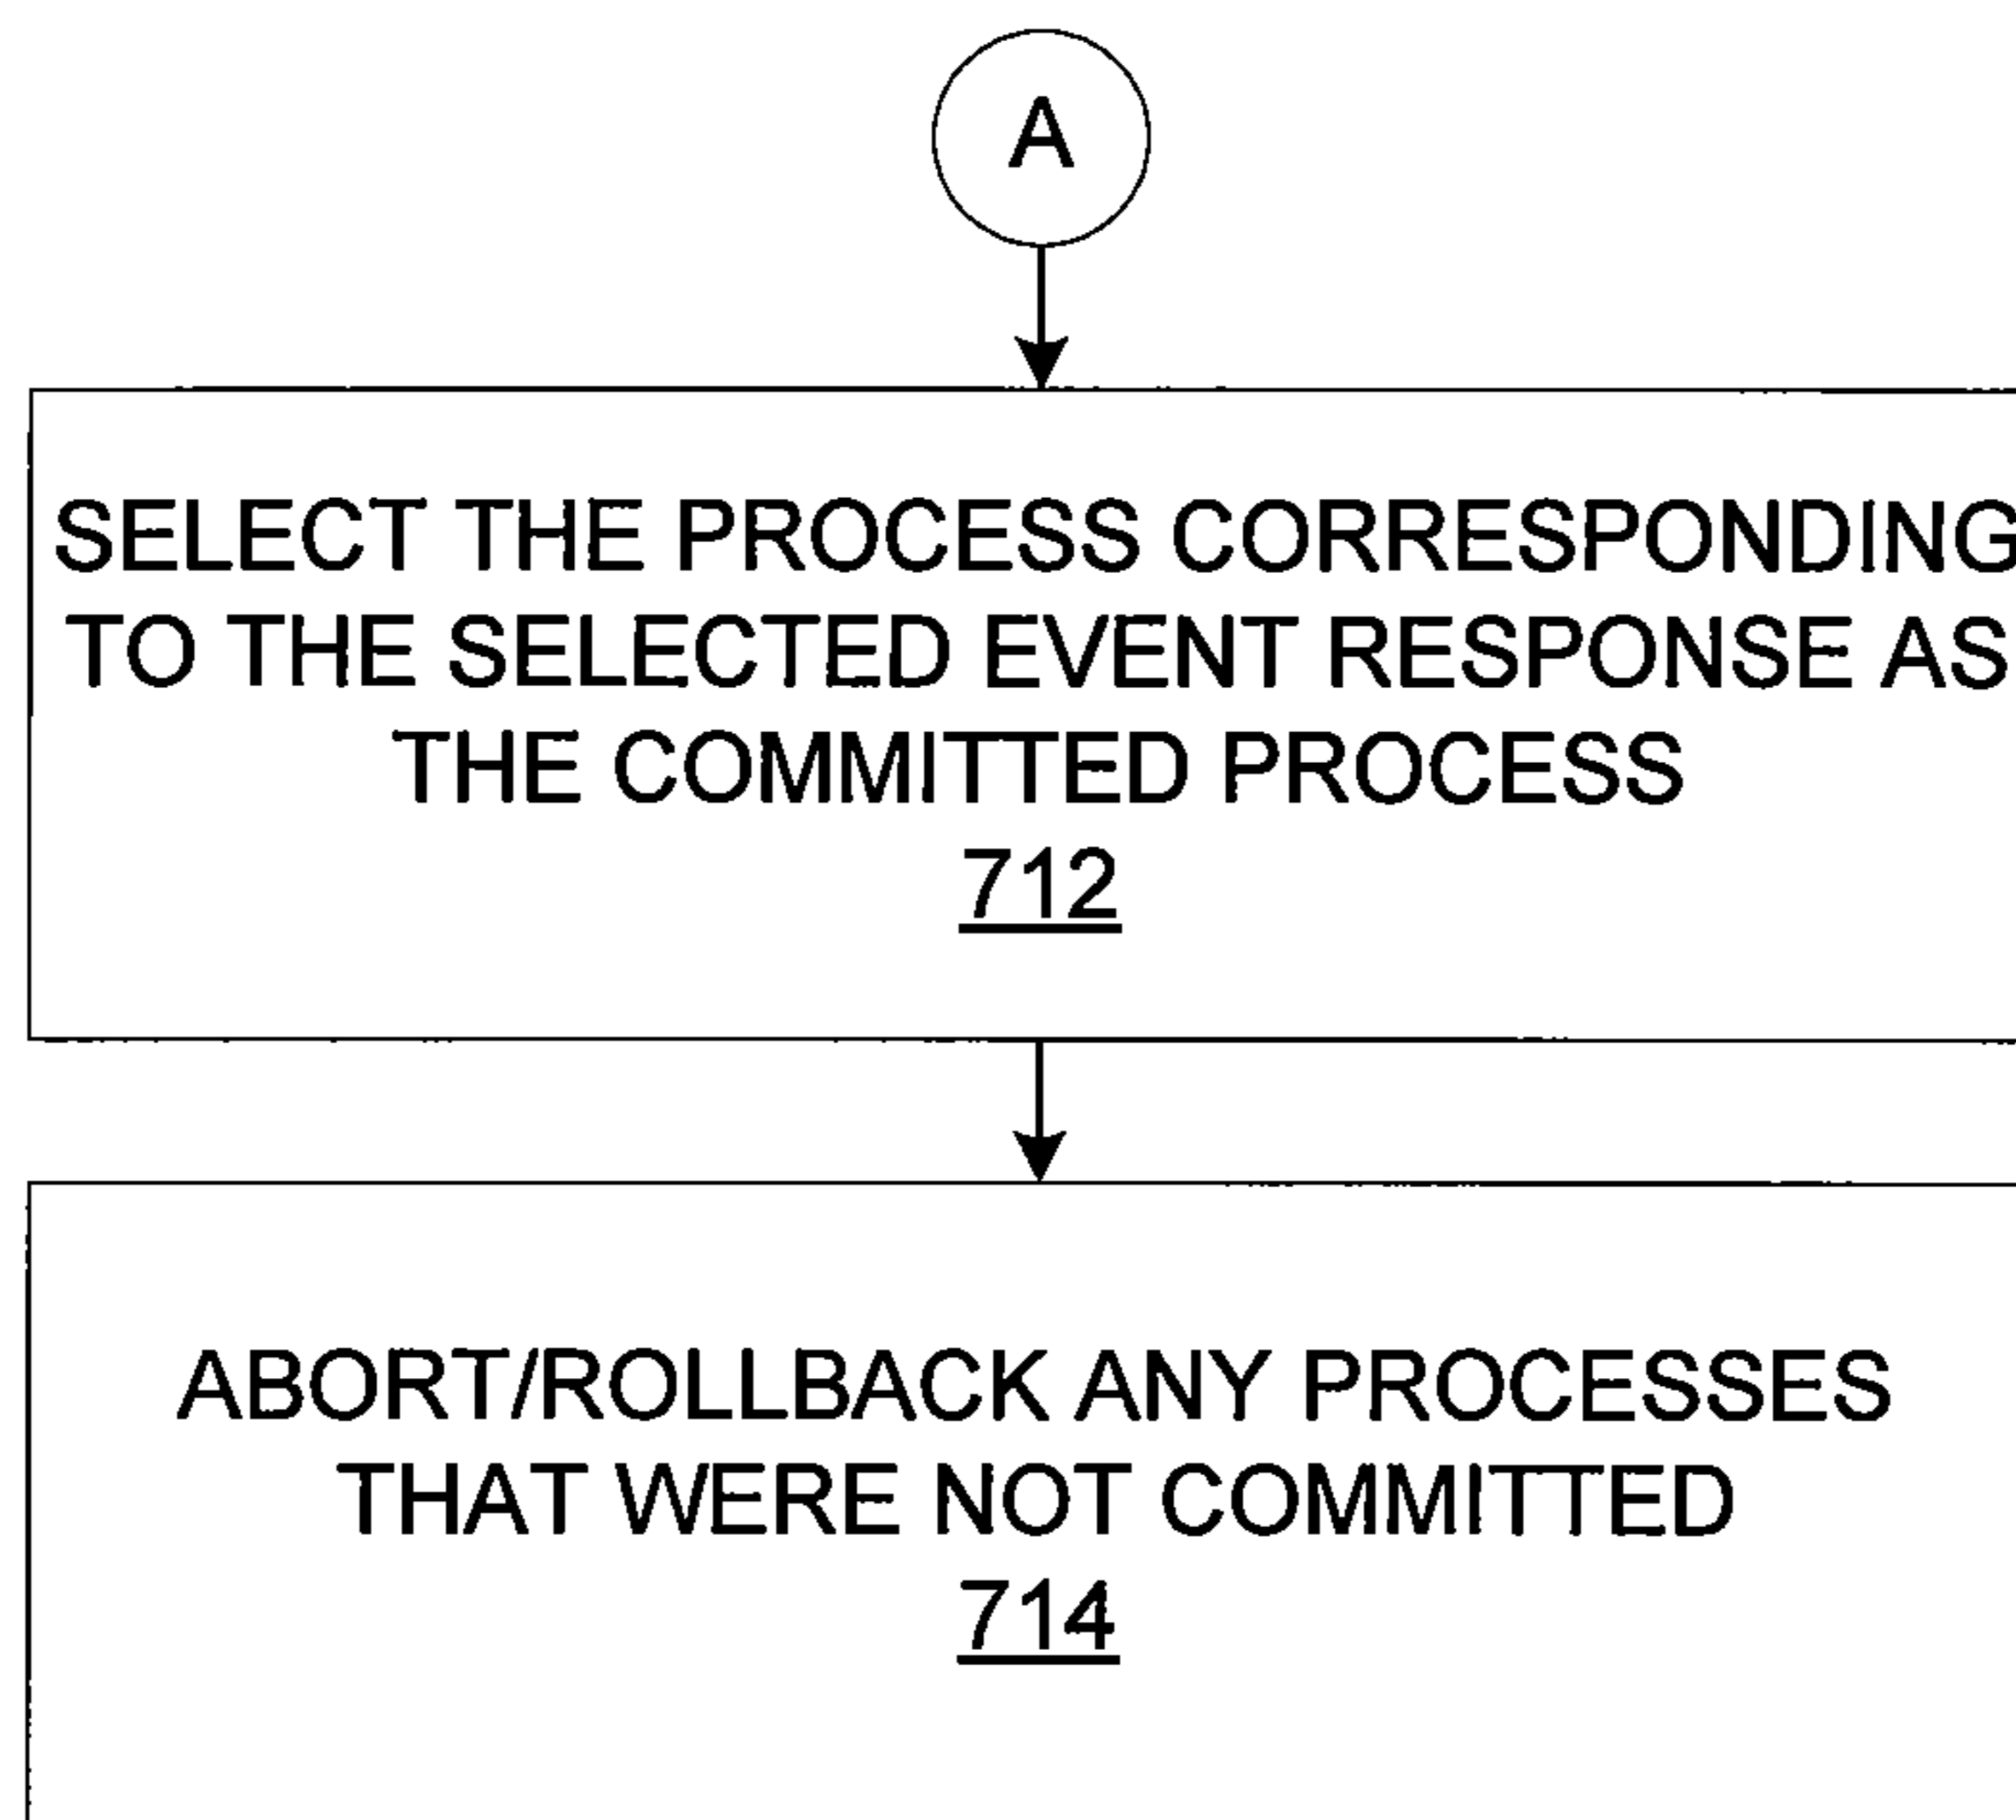 A
SELECT THE PROCESS CORRESPONDING
TO THE SELECTED EVENT RESPONSE AS
THE COMMITTED PROCESS
712
ABORT/ROLLBACK ANY PROCESSES
THAT WERE NOT COMMITTED
714